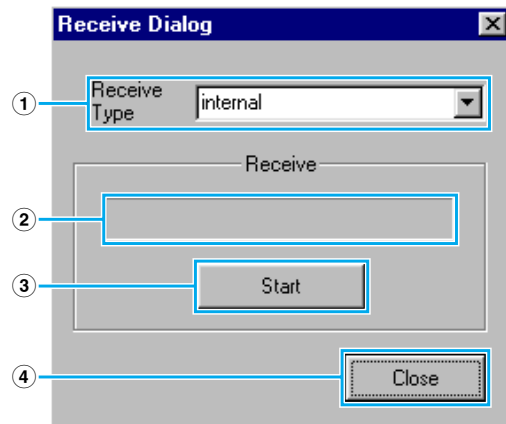 Receive Dialog
① Receive Type internal
Receive
②
③ Start
④ Close